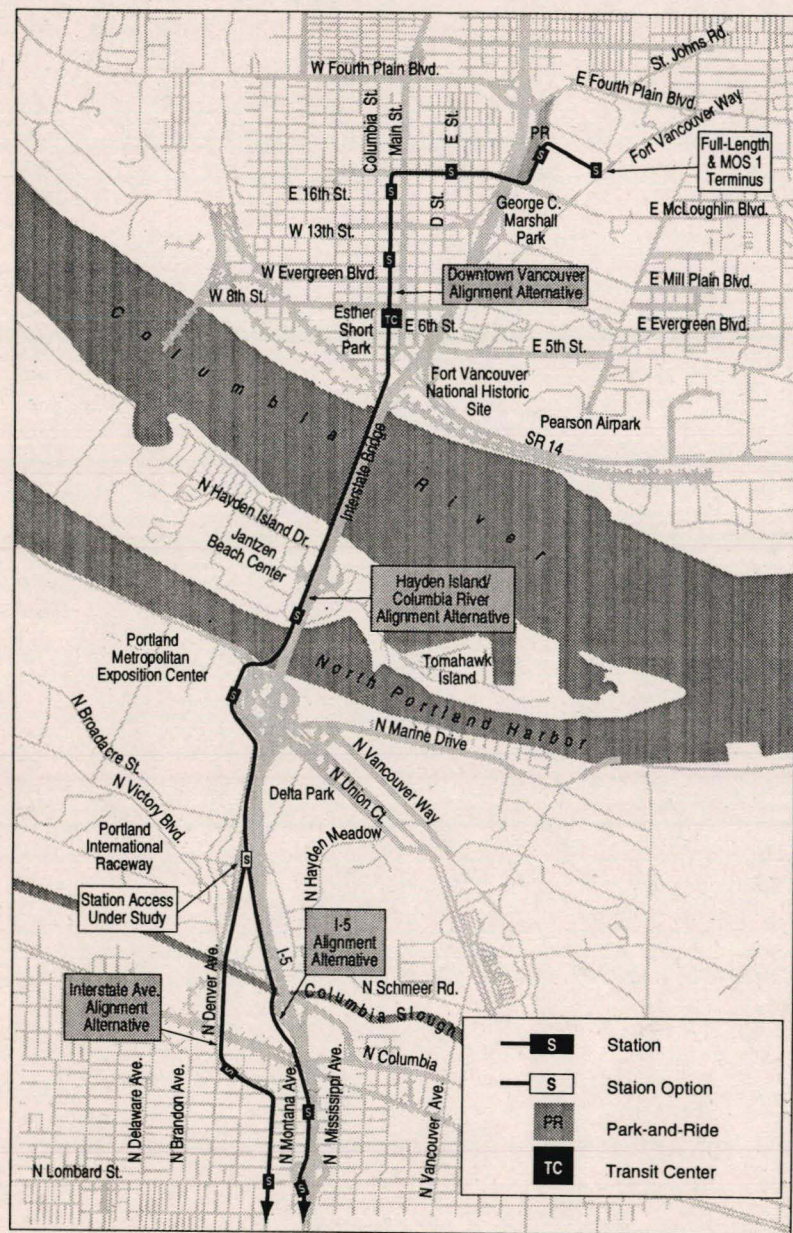 St. Johns Rd.
W Fourth Plain Blvd.
E Fourth Plain Blvd.
Fort Vancouver Way
Columbia St.
Main St.
E St.
PR
S
S
S
Full-Length
& MOS 1
Terminus
E 16th St.
S
D St.
George C.
Marshall
Park
E McLoughlin Blvd.
W 13th St.
S
W Evergreen Blvd.
Downtown Vancouver
Alignment Alternative
E Mill Plain Blvd.
W 8th St.
Esther
Short
Park
TC
E 6th St.
E Evergreen Blvd.
E 5th St.
Fort Vancouver
National Historic
Site
Pearson Airpark
SR 14
Columbia River
Interstate Bridge
N Hayden Island Dr.
Jantzen
Beach Center
Hayden Island/
Columbia River
Alignment Alternative
S
Portland
Metropolitan
Exposition Center
Tomahawk
Island
North Portland Harbor
S
N Marine Drive
N Broadacre St.
N Victory Blvd.
N Vancouver Way
N Union Ct.
Delta Park
Portland
International
Raceway
N Hayden Meadow
S
Station Access
Under Study
I-5
Alignment
Alternative
I-5
N Schmeer Rd.
Columbia Slough
Interstate Ave.
Alignment
Alternative
N Denver Ave.
N Columbia
S
N Delaware Ave.
N Brandon Ave.
N Montana Ave.
N Mississippi Ave.
N Vancouver Ave.
S
N Lombard St.
S
S
S Station
S Staion Option
PR Park-and-Ride
TC Transit Center